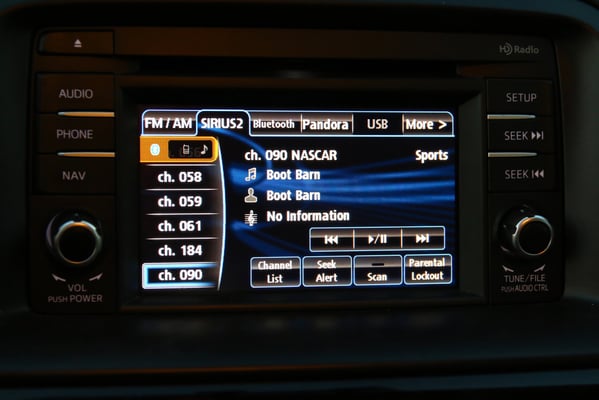 HD Radio
AUDIO
PHONE
NAV
VOL
PUSH POWER
FM / AM SIRIUS2 Bluetooth Pandora USB More >
ch. 058
ch. 059
ch. 061
ch. 184
ch. 090
ch. 090 NASCAR Sports
Boot Barn
Boot Barn
No Information
Channel List
Seek Alert
Scan
Parental Lockout
SETUP
SEEK
SEEK
TUNE/FILE
PUSH AUDIO CTRL